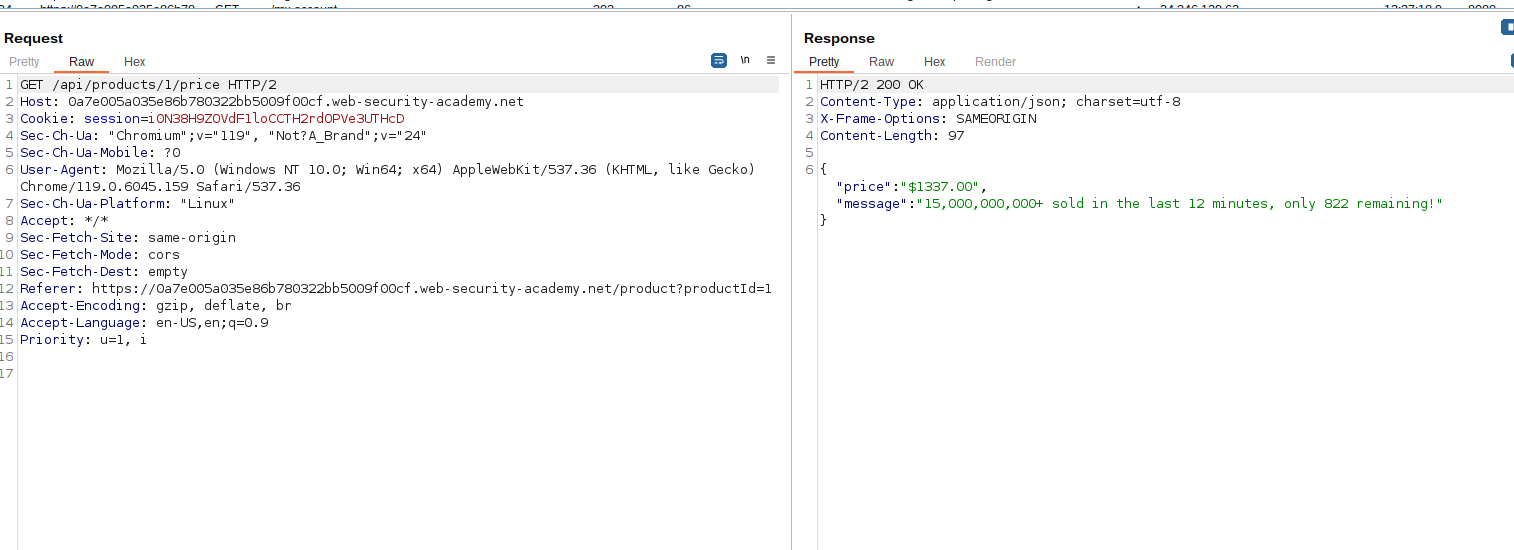 Request
Pretty Raw Hex
\n
1 GET /api/products/1/price HTTP/2
2 Host: 0a7e005a035e86b780322bb5009f00cf.web-security-academy.net
3 Cookie: session=i0N38H9ZOVdF1loCCTH2rdOPVe3UTHcD
4 Sec-Ch-Ua: "Chromium";v="119", "Not?A_Brand";v="24"
5 Sec-Ch-Ua-Mobile: ?0
6 User-Agent: Mozilla/5.0 (Windows NT 10.0; Win64; x64) AppleWebKit/537.36 (KHTML, like Gecko)
Chrome/119.0.6045.159 Safari/537.36
7 Sec-Ch-Ua-Platform: "Linux"
8 Accept: */*
9 Sec-Fetch-Site: same-origin
10 Sec-Fetch-Mode: cors
11 Sec-Fetch-Dest: empty
12 Referer: https://0a7e005a035e86b780322bb5009f00cf.web-security-academy.net/product?productId=1
13 Accept-Encoding: gzip, deflate, br
14 Accept-Language: en-US,en;q=0.9
15 Priority: u=1, i
16
17
Response
Pretty Raw Hex Render
1 HTTP/2 200 OK
2 Content-Type: application/json; charset=utf-8
3 X-Frame-Options: SAMEORIGIN
4 Content-Length: 97
5
6 {
"price":"$1337.00",
"message":"15,000,000,000+ sold in the last 12 minutes, only 822 remaining!"
}